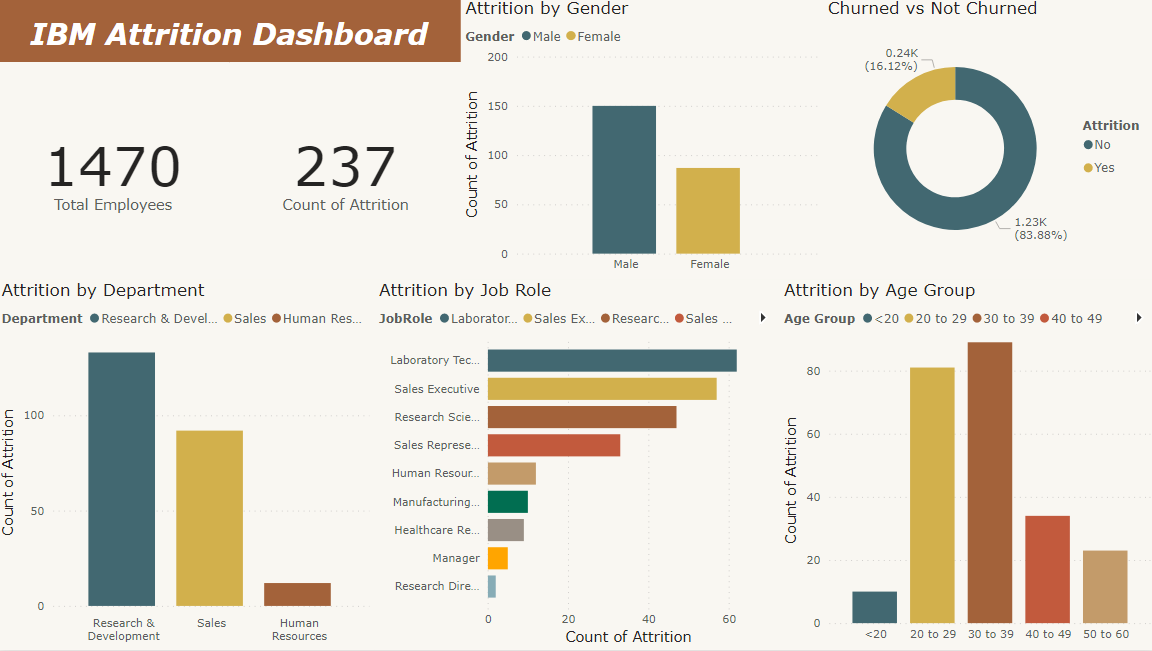 IBM Attrition Dashboard
1470
Total Employees
237
Count of Attrition
Attrition by Gender
Gender Male Female
Count of Attrition
200
150
100
50
0
Male Female
Churned vs Not Churned
0.24K
(16.12%)
1.23K
(83.88%)
Attrition
No
Yes
Attrition by Department
Department Research & Devel... Sales Human Res...
Count of Attrition
100
50
0
Research &
Development
Sales
Human
Resources
Attrition by Job Role
JobRole Laborator... Sales Ex... Researc... Sales ...
Laboratory Tec...
Sales Executive
Research Scie...
Sales Represe...
Human Resour...
Manufacturing...
Healthcare Re...
Manager
Research Dire...
0 20 40 60
Count of Attrition
Attrition by Age Group
Age Group <20 20 to 29 30 to 39 40 to 49
Count of Attrition
80
60
40
20
0
<20 20 to 29 30 to 39 40 to 49 50 to 60